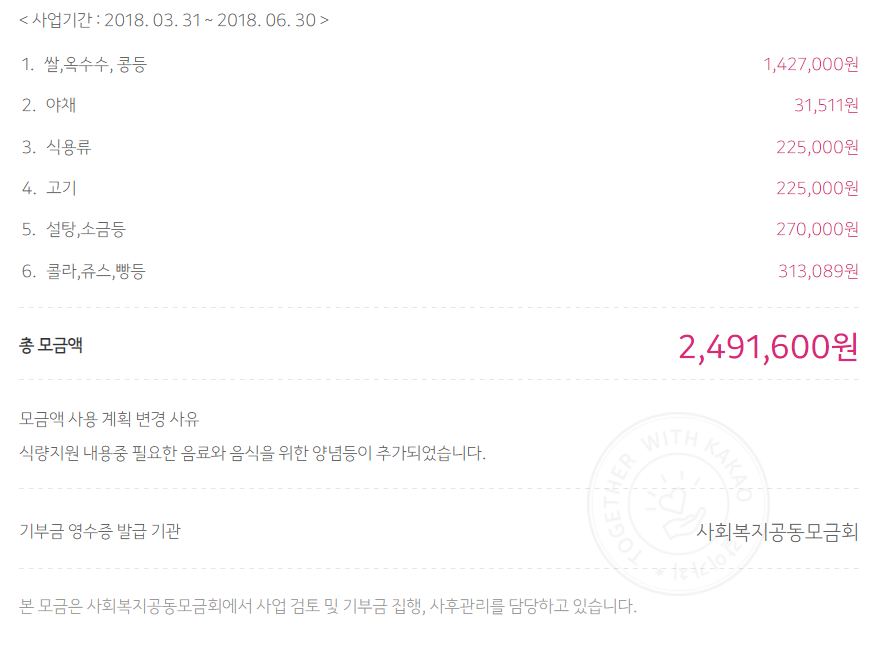 < 사업기간 : 2018. 03. 31 ~ 2018. 06. 30 >
1. 쌀,옥수수, 콩등 1,427,000원
2. 야채 31,511원
3. 식용류 225,000원
4. 고기 225,000원
5. 설탕,소금등 270,000원
6. 콜라,쥬스,빵등 313,089원
총 모금액 2,491,600원
모금액 사용 계획 변경 사유
식량지원 내용중 필요한 음료와 음식을 위한 양념등이 추가되었습니다.
TOGETHER WITH KAKAO
같이가치
기부금 영수증 발급 기관 사회복지공동모금회
본 모금은 사회복지공동모금회에서 사업 검토 및 기부금 집행, 사후관리를 담당하고 있습니다.